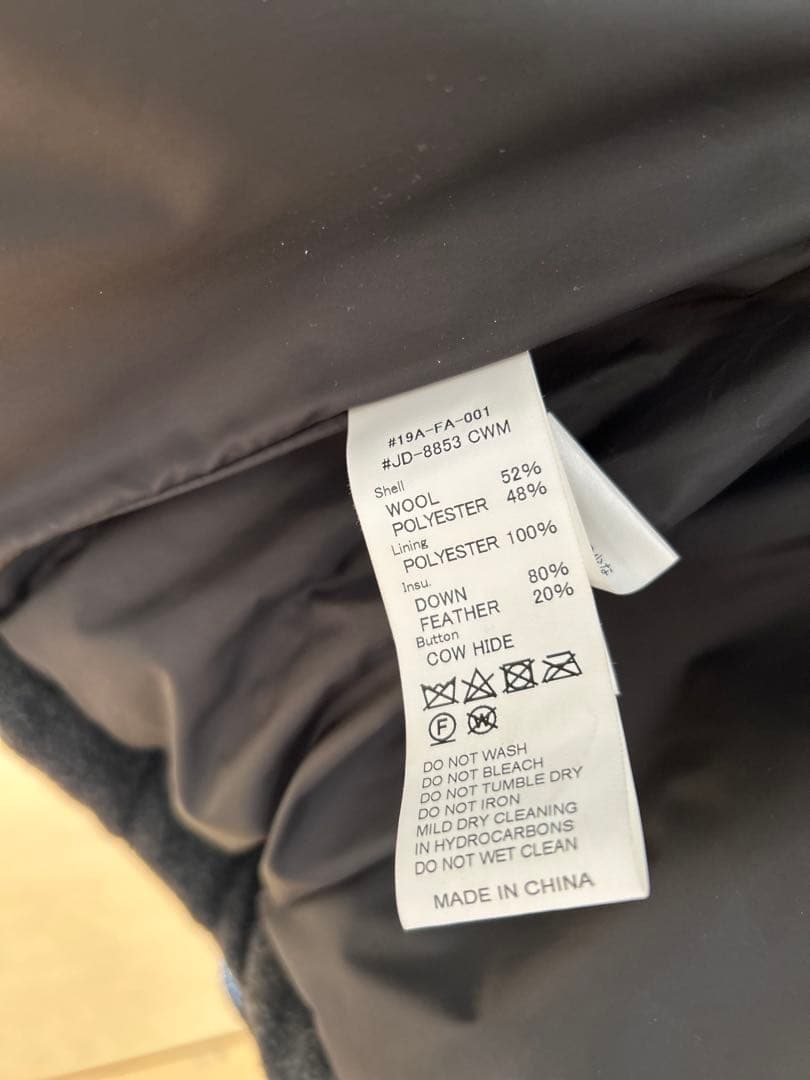 #19A-FA-001
#JD-8853 CWM
Shell
WOOL 52%
POLYESTER 48%
Lining
POLYESTER 100%
Insu.
DOWN 80%
FEATHER 20%
Button
COW HIDE
F W
DO NOT WASH
DO NOT BLEACH
DO NOT TUMBLE DRY
DO NOT IRON
MILD DRY CLEANING
IN HYDROCARBONS
DO NOT WET CLEAN
MADE IN CHINA